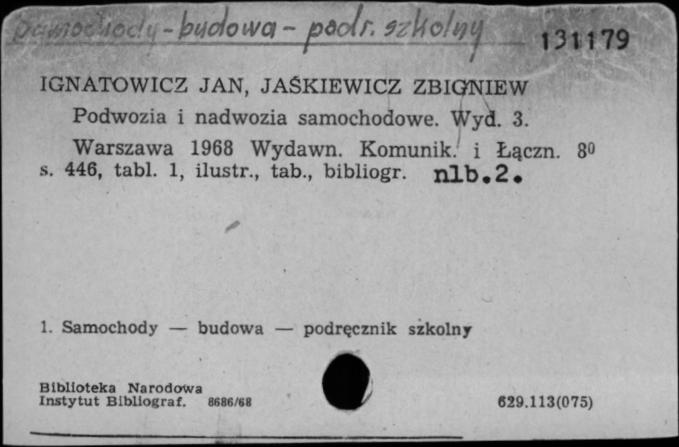 Samochody - budowa - podr. szkolny
131179
IGNATOWICZ JAN, JAŚKIEWICZ ZBIGNIEW
Podwozia i nadwozia samochodowe. Wyd. 3.
Warszawa 1968 Wydawn. Komunik. i Łączn. 8⁰
s. 446, tabl. 1, ilustr., tab., bibliogr. nlb.2.
1. Samochody — budowa — podręcznik szkolny
Biblioteka Narodowa
Instytut Bibliograf. 8686/68
629.113(075)